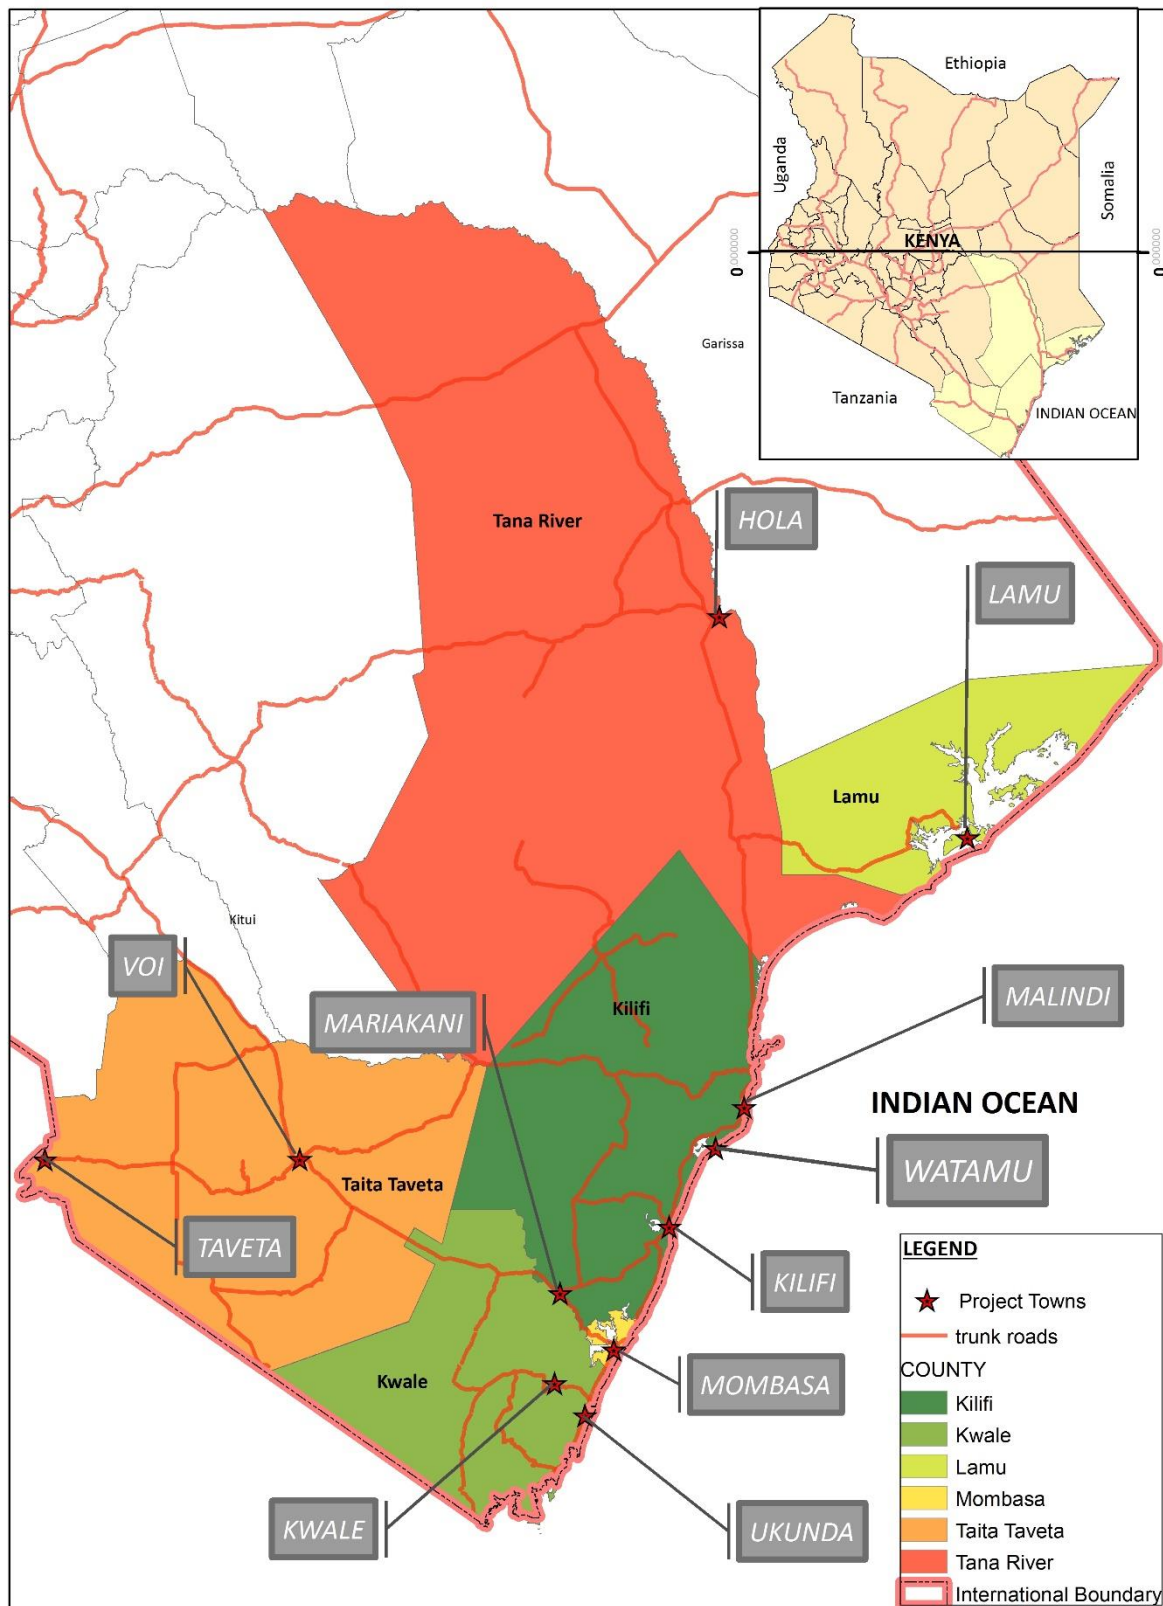 Ethiopia
Uganda
Somalia
KENYA
0.000000
0.000000
Garissa
Tanzania
INDIAN OCEAN
HOLA
Tana River
LAMU
Lamu
Kitui
VOI
MARIAKANI
Kilifi
MALINDI
INDIAN OCEAN
WATAMU
Taita Taveta
TAVETA
KILIFI
Kwale
MOMBASA
KWALE
UKUNDA
LEGEND
Project Towns
trunk roads
COUNTY
Kilifi
Kwale
Lamu
Mombasa
Taita Taveta
Tana River
International Boundary